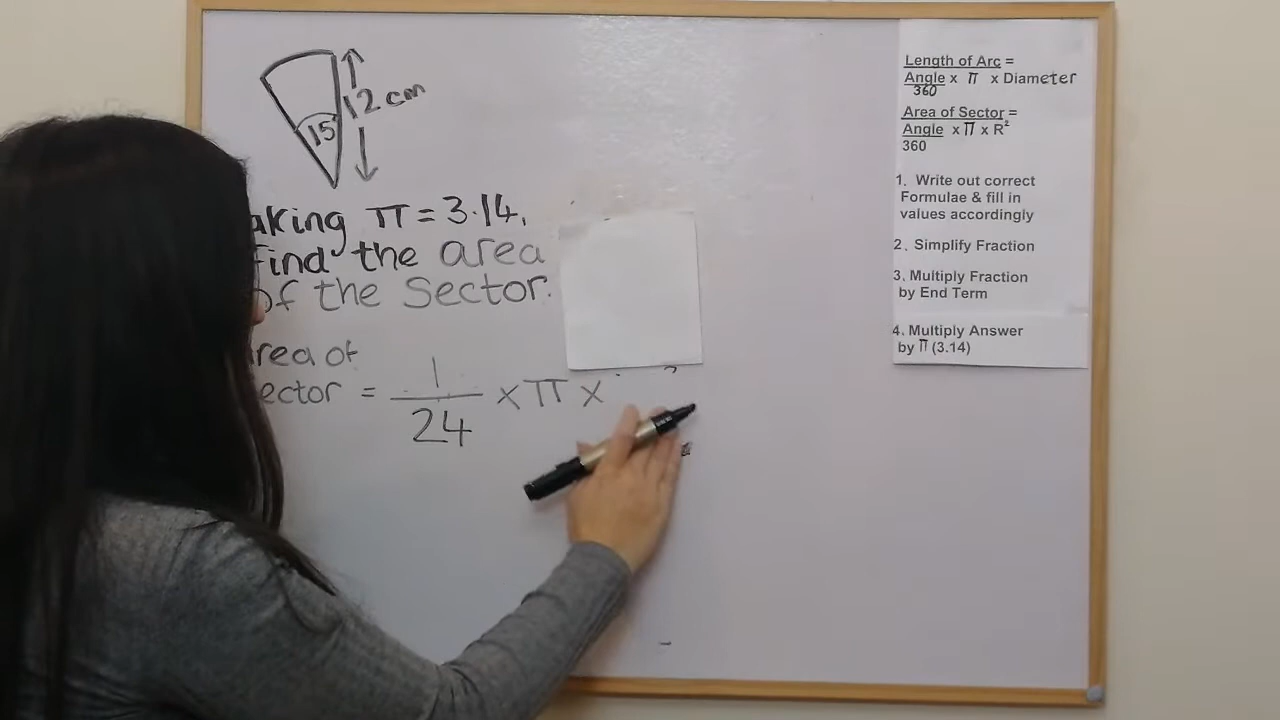 12 cm
15
aking π = 3.14,
find the area
of the Sector.
rea of
ector = 1/24 x π x
Length of Arc =
Angle x π x Diameter
360
Area of Sector =
Angle x π x R²
360
1. Write out correct
Formulae & fill in
values accordingly
2. Simplify Fraction
3. Multiply Fraction
by End Term
4. Multiply Answer
by π (3.14)